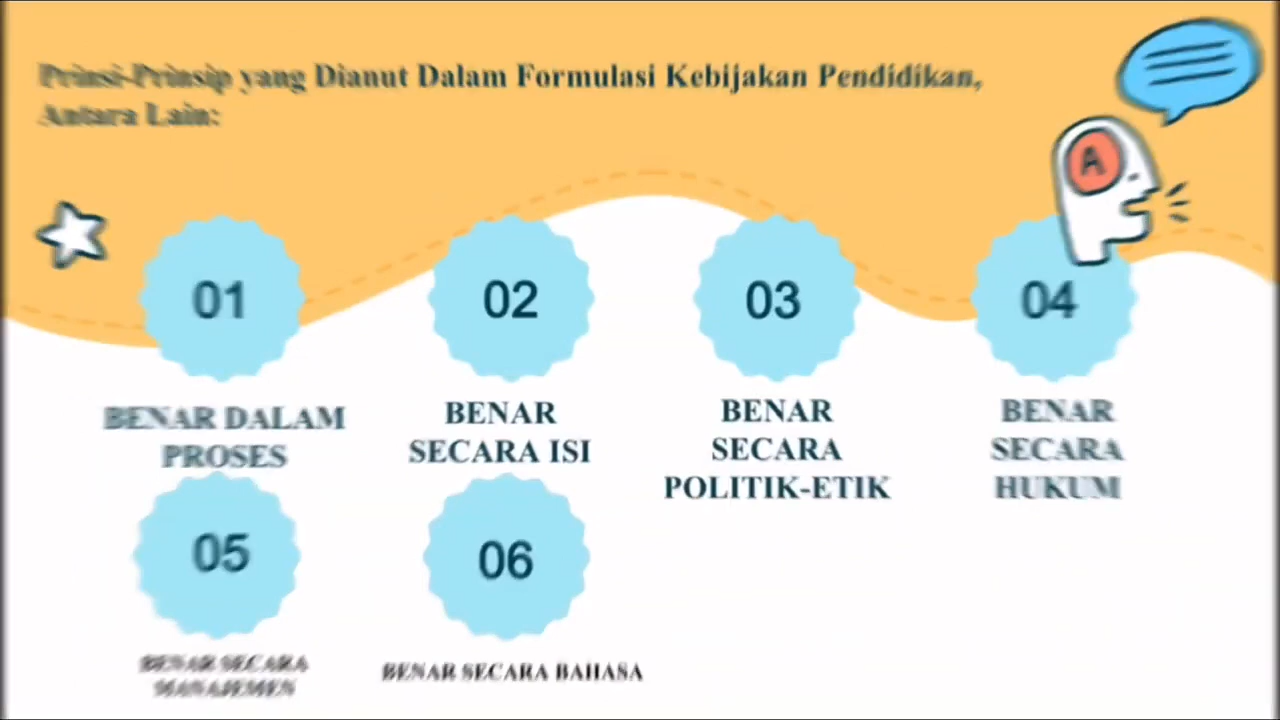 Prinsi-Prinsip yang Dianut Dalam Formulasi Kebijakan Pendidikan,
Antara Lain:
A
01
02
03
04
BENAR DALAM
PROSES
BENAR
SECARA ISI
BENAR
SECARA
POLITIK-ETIK
BENAR
SECARA
HUKUM
05
06
BENAR SECARA
MANAJEMEN
BENAR SECARA BAHASA